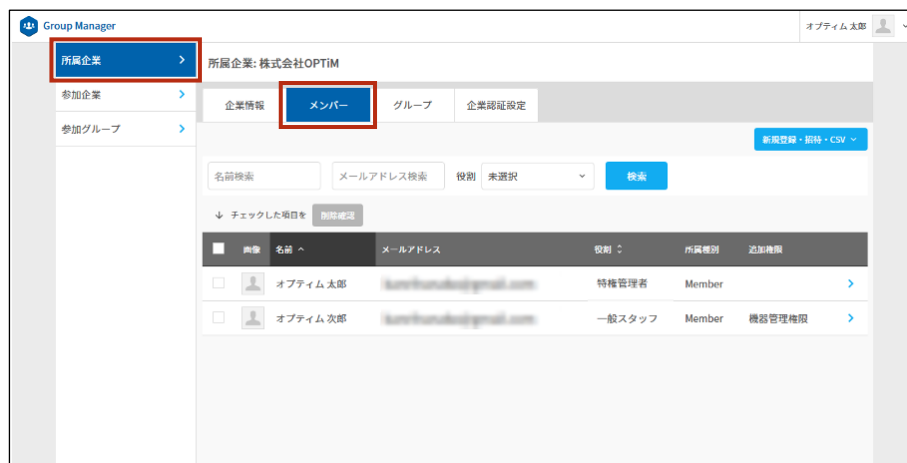 Group Manager
オプティム 太郎
所属企業
参加企業
参加グループ
所属企業: 株式会社OPTiM
企業情報 メンバー グループ 企業認証設定
新規登録・招待・CSV
名前検索 メールアドレス検索 役割 未選択 検索
チェックした項目を 削除確認
画像 名前 メールアドレス 役割 所属種別 追加権限
オプティム 太郎 特権管理者 Member
オプティム 次郎 一般スタッフ Member 機器管理権限